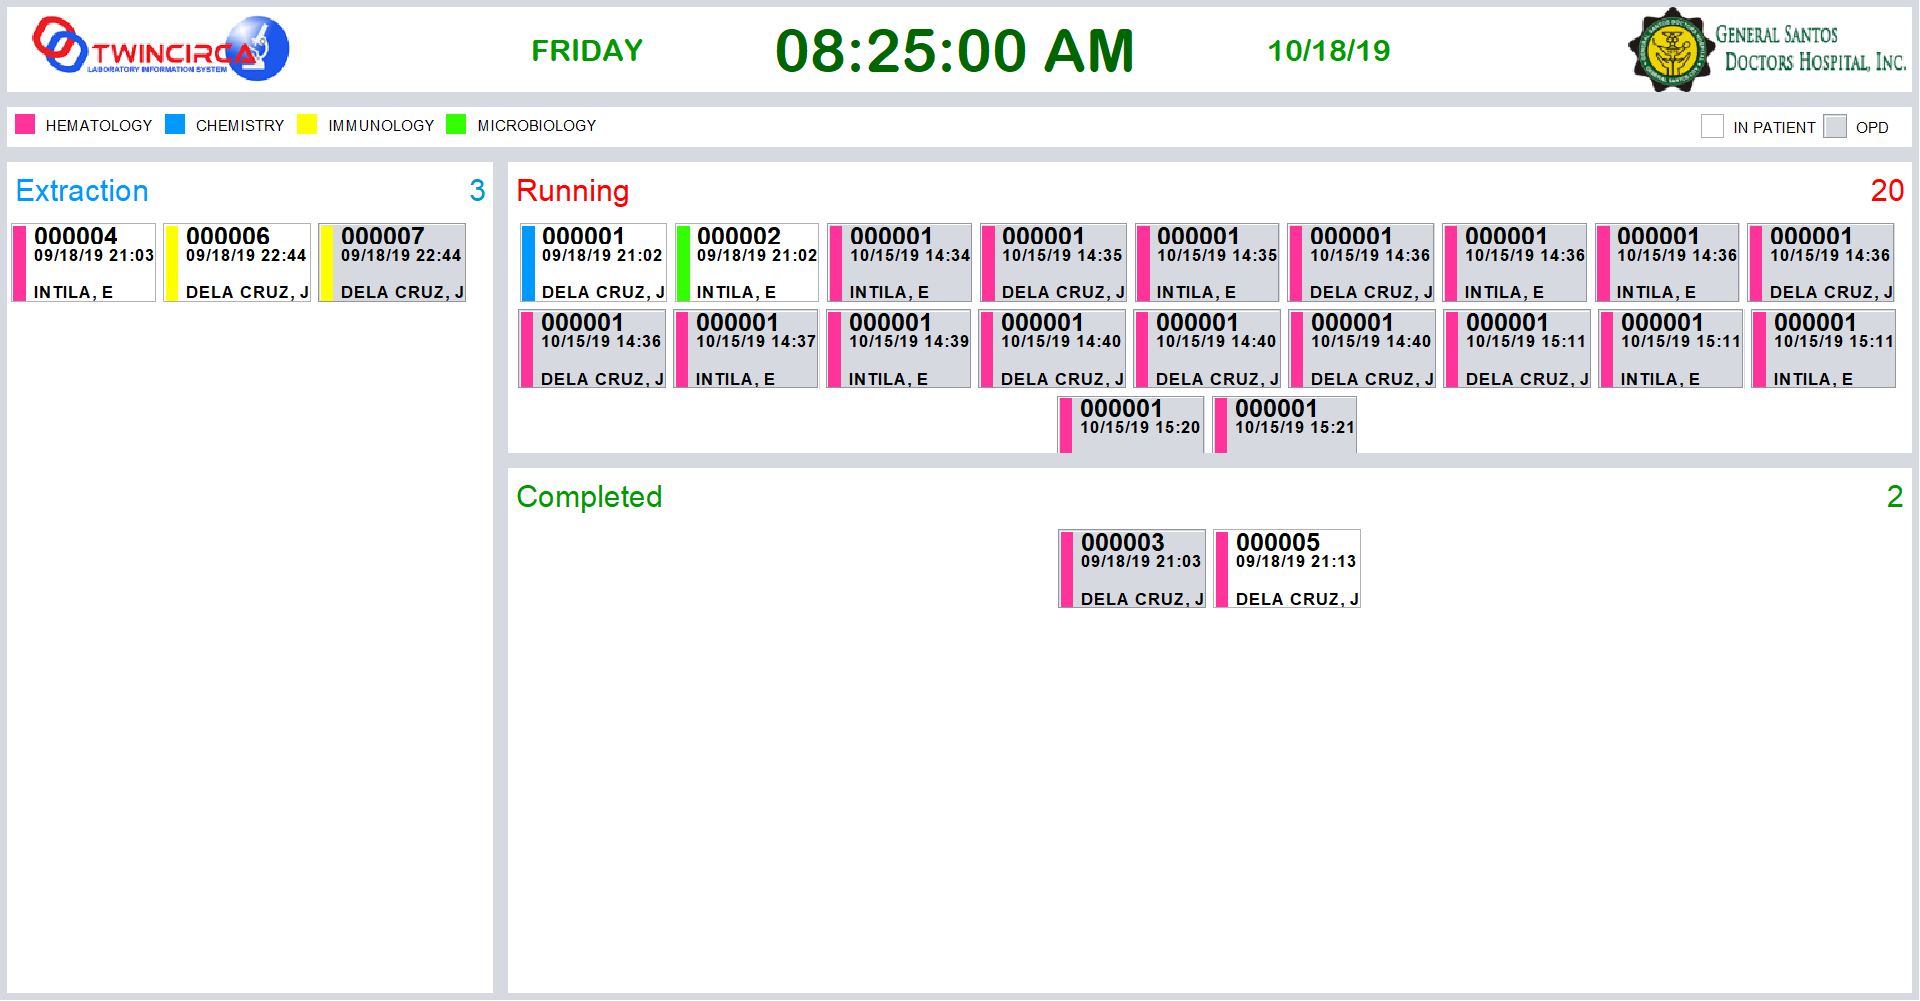 TWINCIRCA
LABORATORY INFORMATION SYSTEM
FRIDAY
08:25:00 AM
10/18/19
GENERAL SANTOS
DOCTORS HOSPITAL, INC.
HEMATOLOGY
CHEMISTRY
IMMUNOLOGY
MICROBIOLOGY
IN PATIENT
OPD
Extraction
3
000004
09/18/19 21:03
INTILA, E
000006
09/18/19 22:44
DELA CRUZ, J
000007
09/18/19 22:44
DELA CRUZ, J
Running
20
000001
09/18/19 21:02
DELA CRUZ, J
000002
09/18/19 21:02
INTILA, E
000001
10/15/19 14:34
INTILA, E
000001
10/15/19 14:35
DELA CRUZ, J
000001
10/15/19 14:35
INTILA, E
000001
10/15/19 14:36
DELA CRUZ, J
000001
10/15/19 14:36
INTILA, E
000001
10/15/19 14:36
INTILA, E
000001
10/15/19 14:36
DELA CRUZ, J
000001
10/15/19 14:36
DELA CRUZ, J
000001
10/15/19 14:37
INTILA, E
000001
10/15/19 14:39
INTILA, E
000001
10/15/19 14:40
DELA CRUZ, J
000001
10/15/19 14:40
DELA CRUZ, J
000001
10/15/19 14:40
DELA CRUZ, J
000001
10/15/19 15:11
DELA CRUZ, J
000001
10/15/19 15:11
INTILA, E
000001
10/15/19 15:11
INTILA, E
000001
10/15/19 15:20
000001
10/15/19 15:21
Completed
2
000003
09/18/19 21:03
DELA CRUZ, J
000005
09/18/19 21:13
DELA CRUZ, J